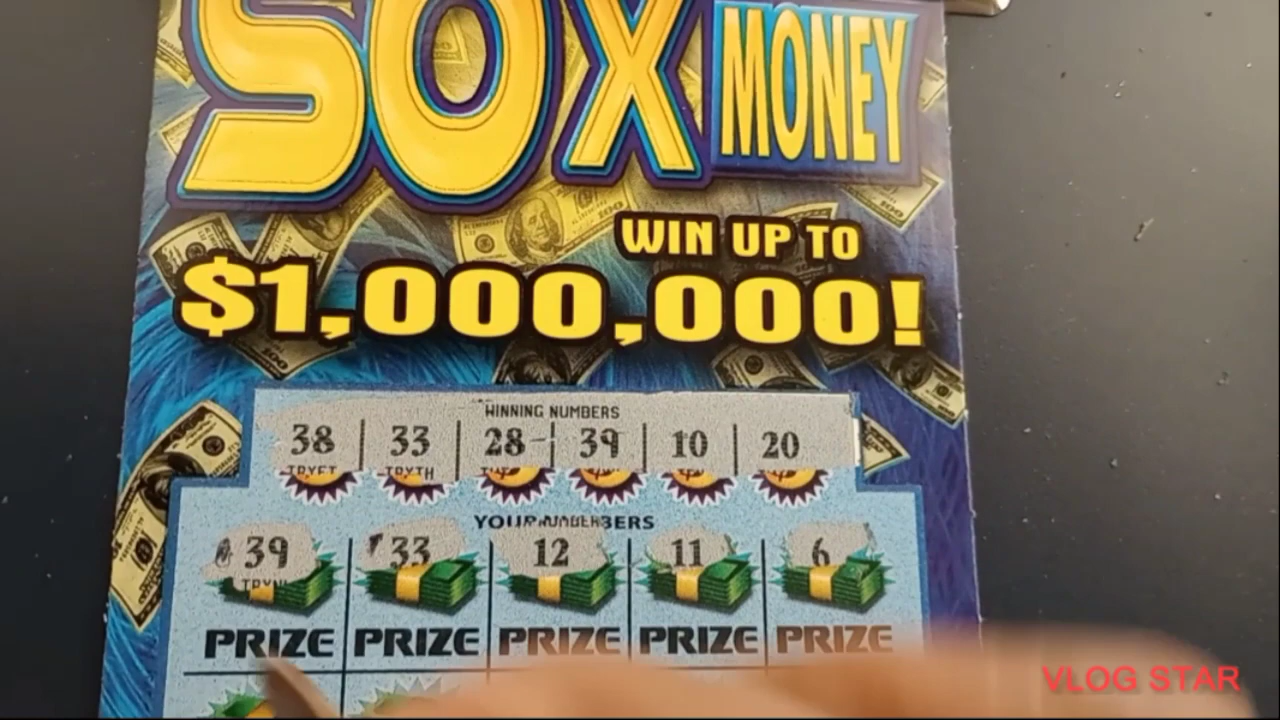 50X MONEY
WIN UP TO
$1,000,000!
WINNING NUMBERS
38 33 28 39 10 20
YOUR NUMBERS
39 33 12 11 6
PRIZE PRIZE PRIZE PRIZE PRIZE
VLOG STAR